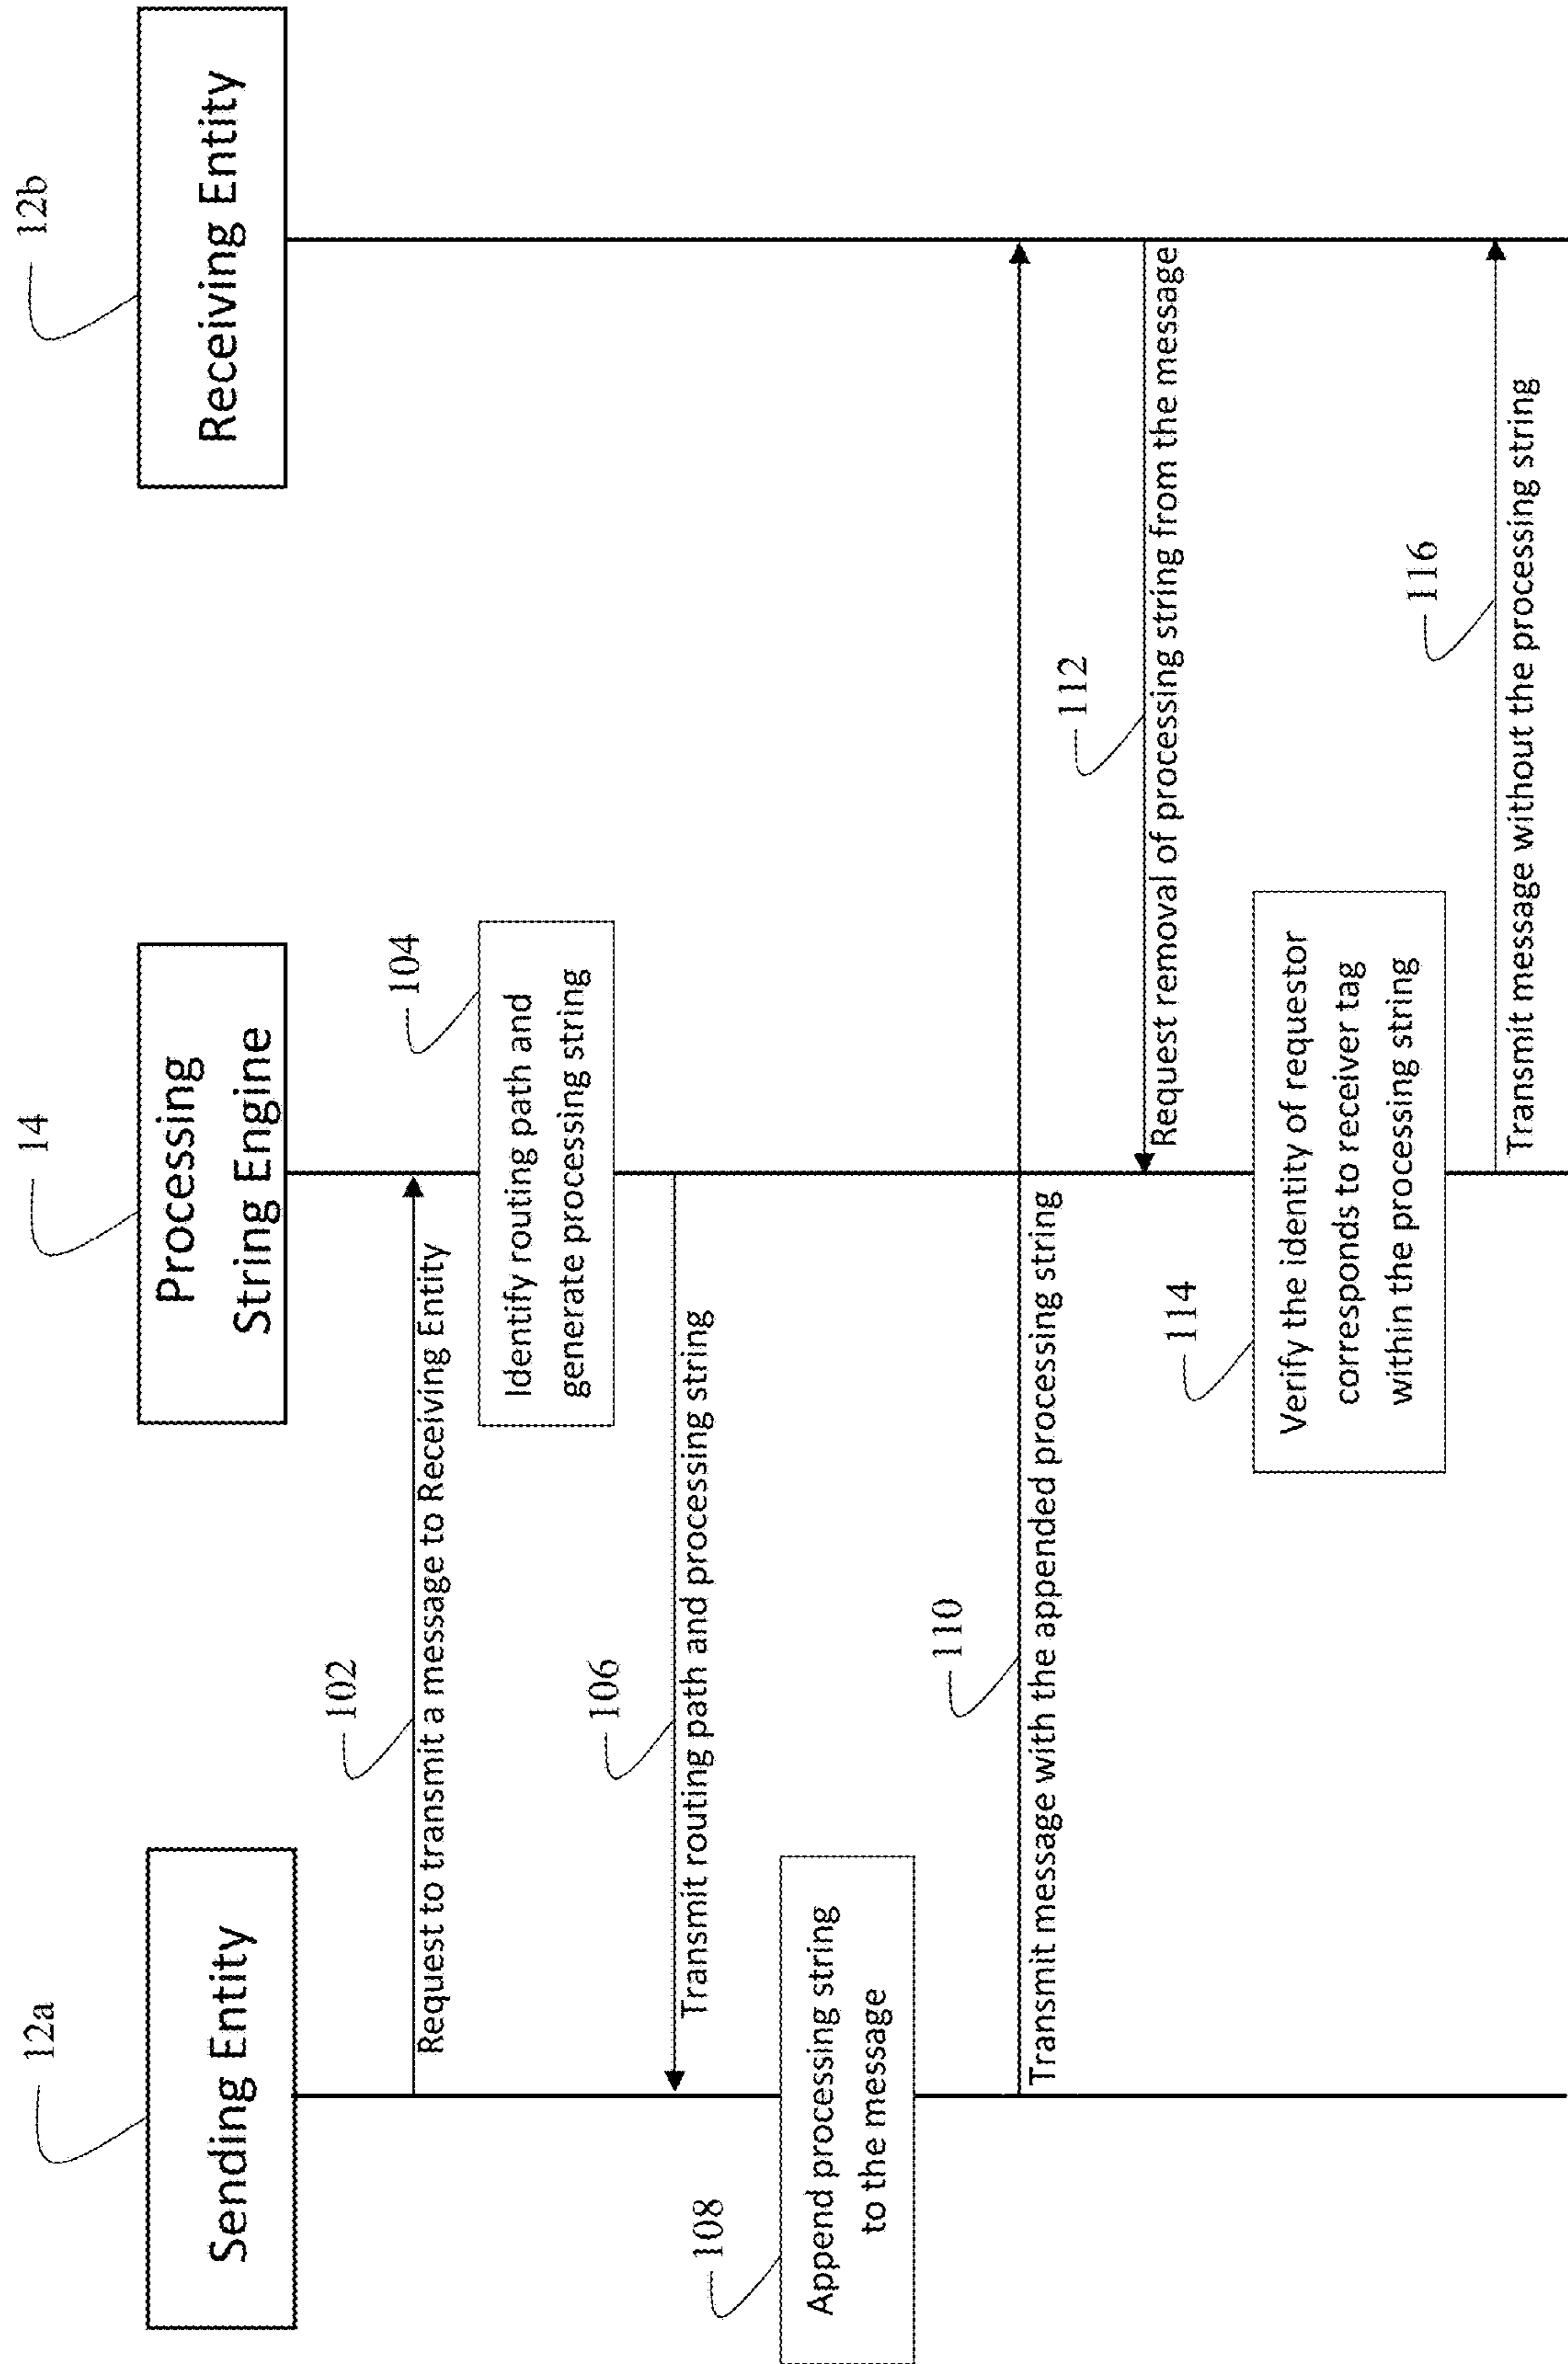 12a
14
12b
Sending Entity
Processing
String Engine
Receiving Entity
102
Request to transmit a message to Receiving Entity
104
Identify routing path and
generate processing string
106
Transmit routing path and processing string
108
Append processing string
to the message
110
Transmit message with the appended processing string
112
Request removal of processing string from the message
114
Verify the identity of requestor
corresponds to receiver tag
within the processing string
116
Transmit message without the processing string